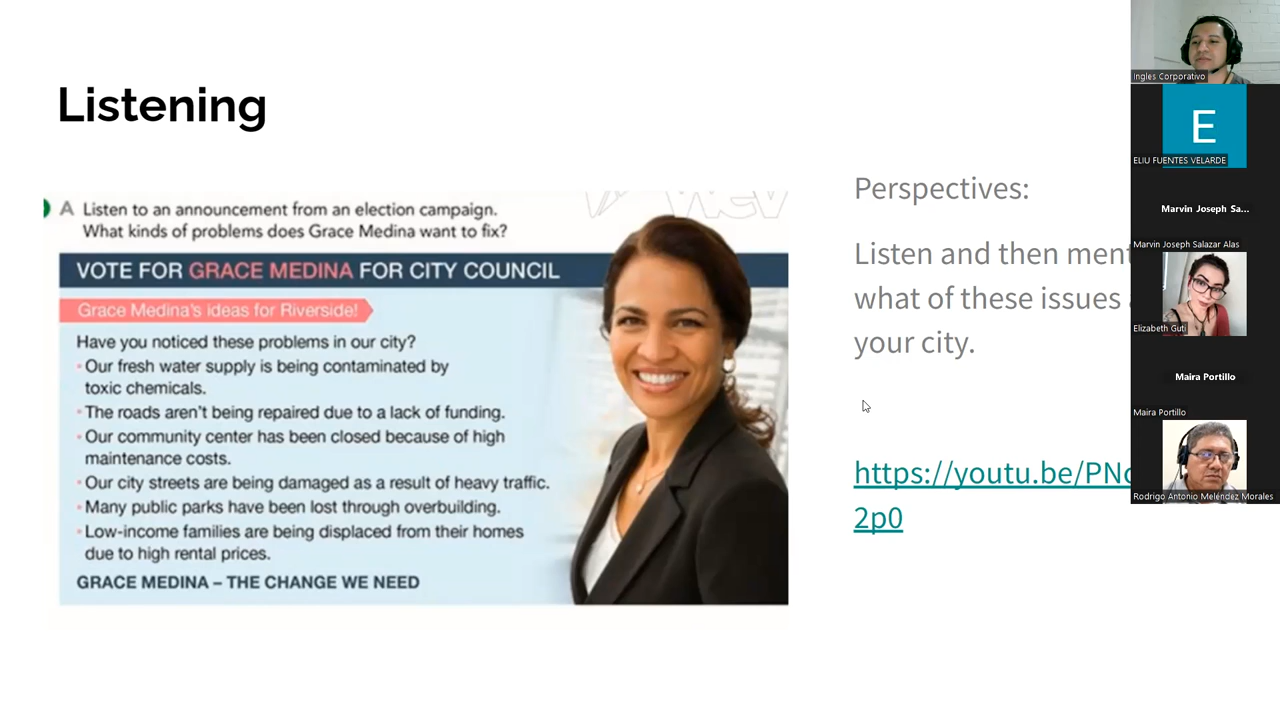 Listening
A Listen to an announcement from an election campaign.
What kinds of problems does Grace Medina want to fix?
VOTE FOR GRACE MEDINA FOR CITY COUNCIL
Grace Medina's Ideas for Riverside!
Have you noticed these problems in our city?
• Our fresh water supply is being contaminated by
toxic chemicals.
• The roads aren't being repaired due to a lack of funding.
• Our community center has been closed because of high
maintenance costs.
• Our city streets are being damaged as a result of heavy traffic.
• Many public parks have been lost through overbuilding.
• Low-income families are being displaced from their homes
due to high rental prices.
GRACE MEDINA – THE CHANGE WE NEED
Perspectives:
Listen and then ment
what of these issues
your city.
https://youtu.be/PN
2p0
Ingles Corporativo
E
ELIU FUENTES VELARDE
Marvin Joseph Sa...
Marvin Joseph Salazar Alas
Elizabeth Guti
Maira Portillo
Maira Portillo
Rodrigo Antonio Meléndez Morales